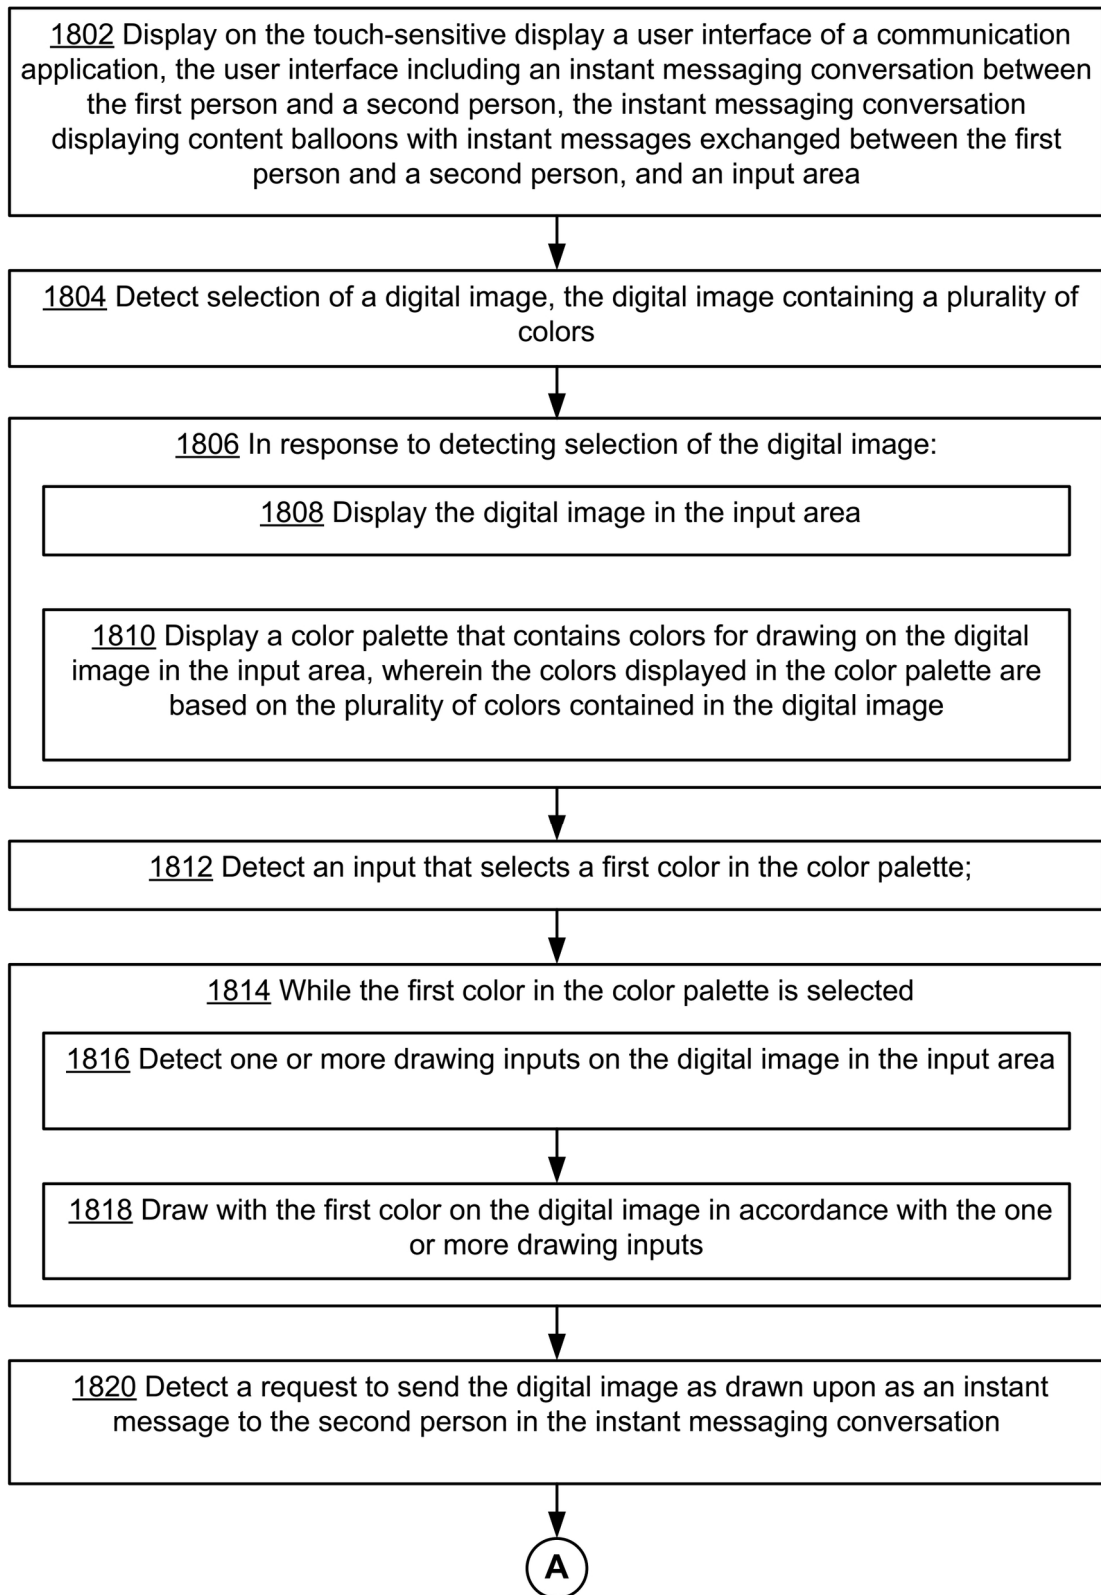 1802 Display on the touch-sensitive display a user interface of a communication
application, the user interface including an instant messaging conversation between
the first person and a second person, the instant messaging conversation
displaying content balloons with instant messages exchanged between the first
person and a second person, and an input area
1804 Detect selection of a digital image, the digital image containing a plurality of
colors
1806 In response to detecting selection of the digital image:
1808 Display the digital image in the input area
1810 Display a color palette that contains colors for drawing on the digital
image in the input area, wherein the colors displayed in the color palette are
based on the plurality of colors contained in the digital image
1812 Detect an input that selects a first color in the color palette;
1814 While the first color in the color palette is selected
1816 Detect one or more drawing inputs on the digital image in the input area
1818 Draw with the first color on the digital image in accordance with the one
or more drawing inputs
1820 Detect a request to send the digital image as drawn upon as an instant
message to the second person in the instant messaging conversation
A